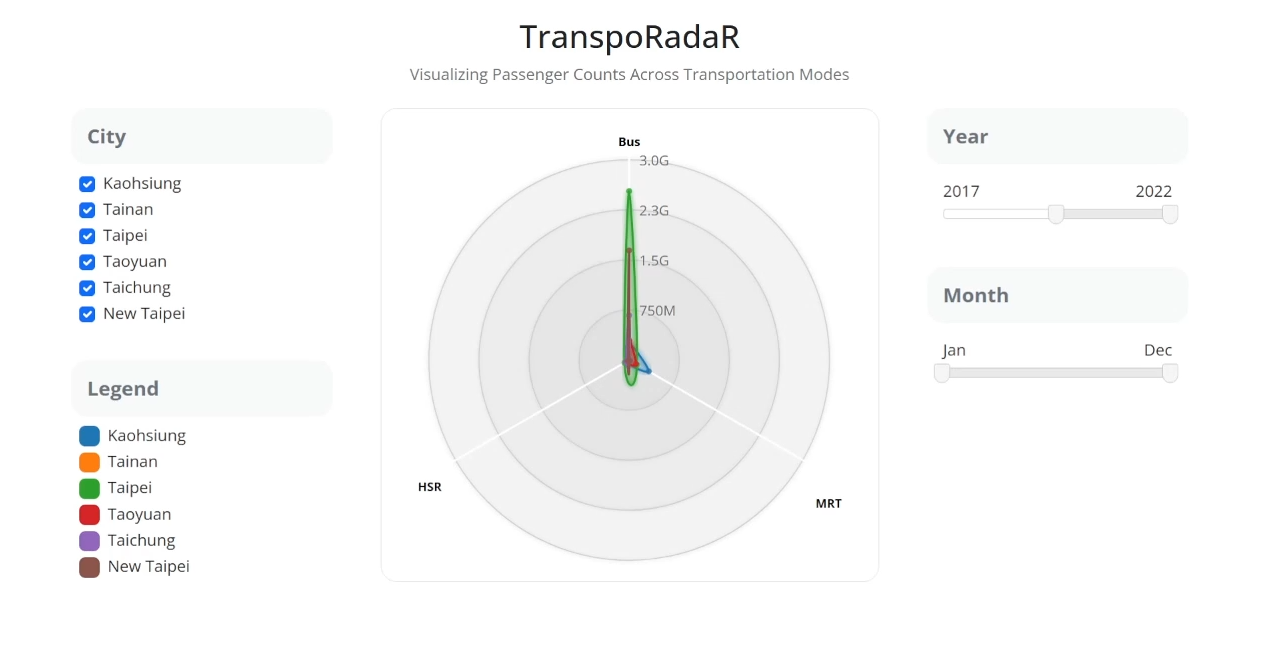 TranspoRadaR
Visualizing Passenger Counts Across Transportation Modes
City
Kaohsiung
Tainan
Taipei
Taoyuan
Taichung
New Taipei
Legend
Kaohsiung
Tainan
Taipei
Taoyuan
Taichung
New Taipei
Bus
3.0G
2.3G
1.5G
750M
HSR
MRT
Year
2017 2022
Month
Jan Dec